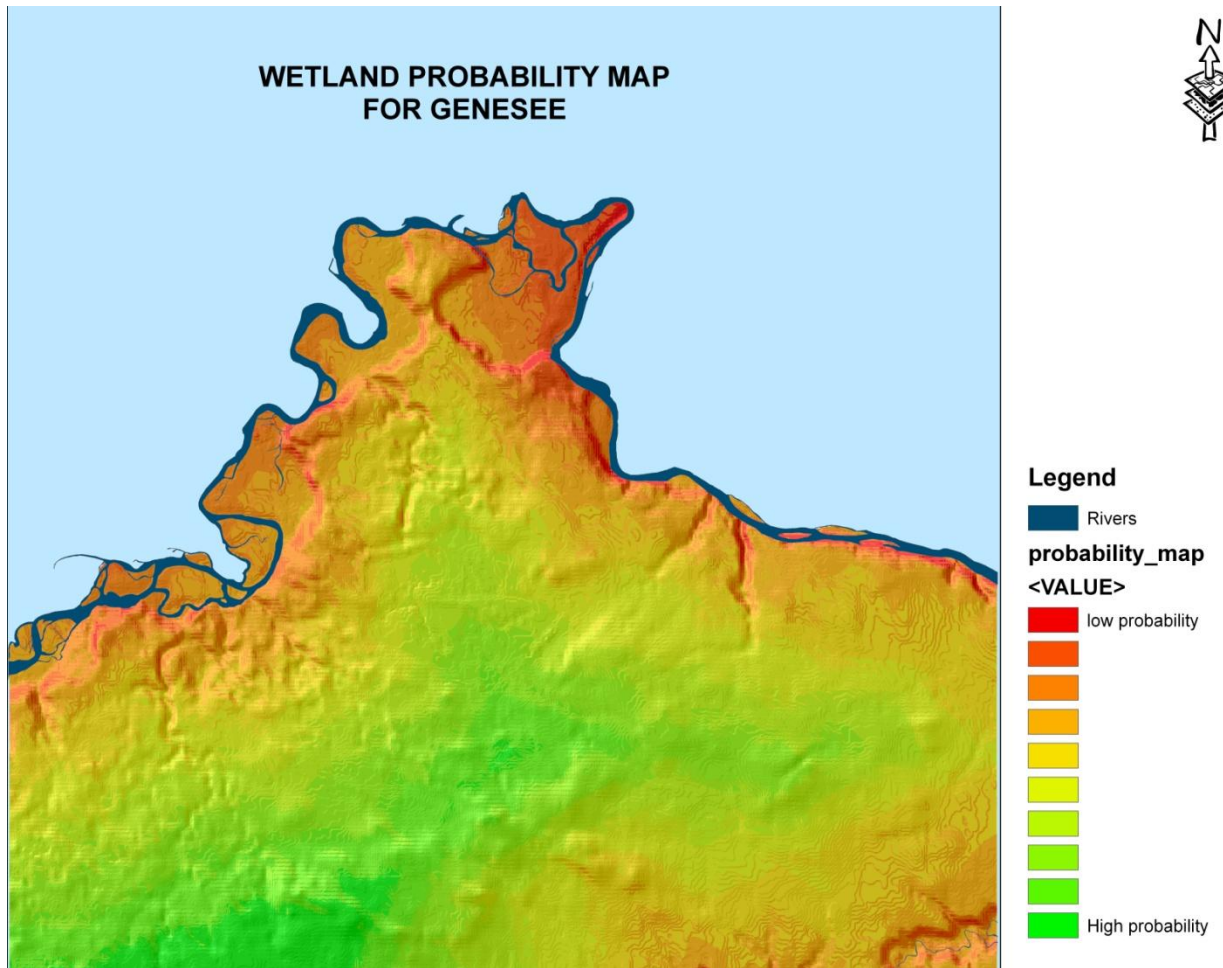 WETLAND PROBABILITY MAP
FOR GENESEE
N
Legend
Rivers
probability_map
<VALUE>
low probability
High probability